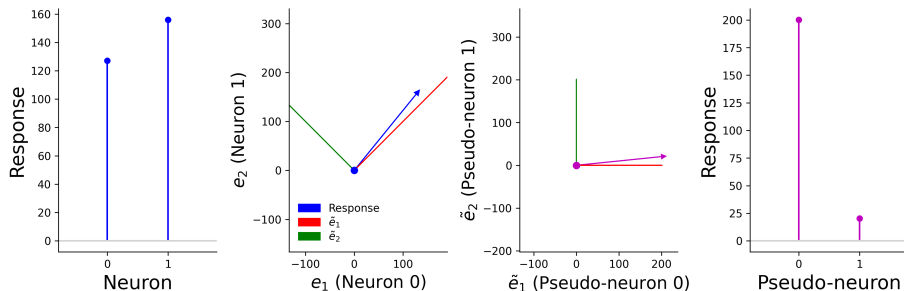 160
140
120
100
80
60
40
20
0
Response
0 1
Neuron
300
200
100
0
−100
e₂ (Neuron 1)
Response
ẽ₁
ẽ₂
−100 0 100
e₁ (Neuron 0)
300
200
100
0
−100
−200
ẽ₂ (Pseudo-neuron 1)
−100 0 100 200
ẽ₁ (Pseudo-neuron 0)
200
175
150
125
100
75
50
25
0
Response
0 1
Pseudo-neuron